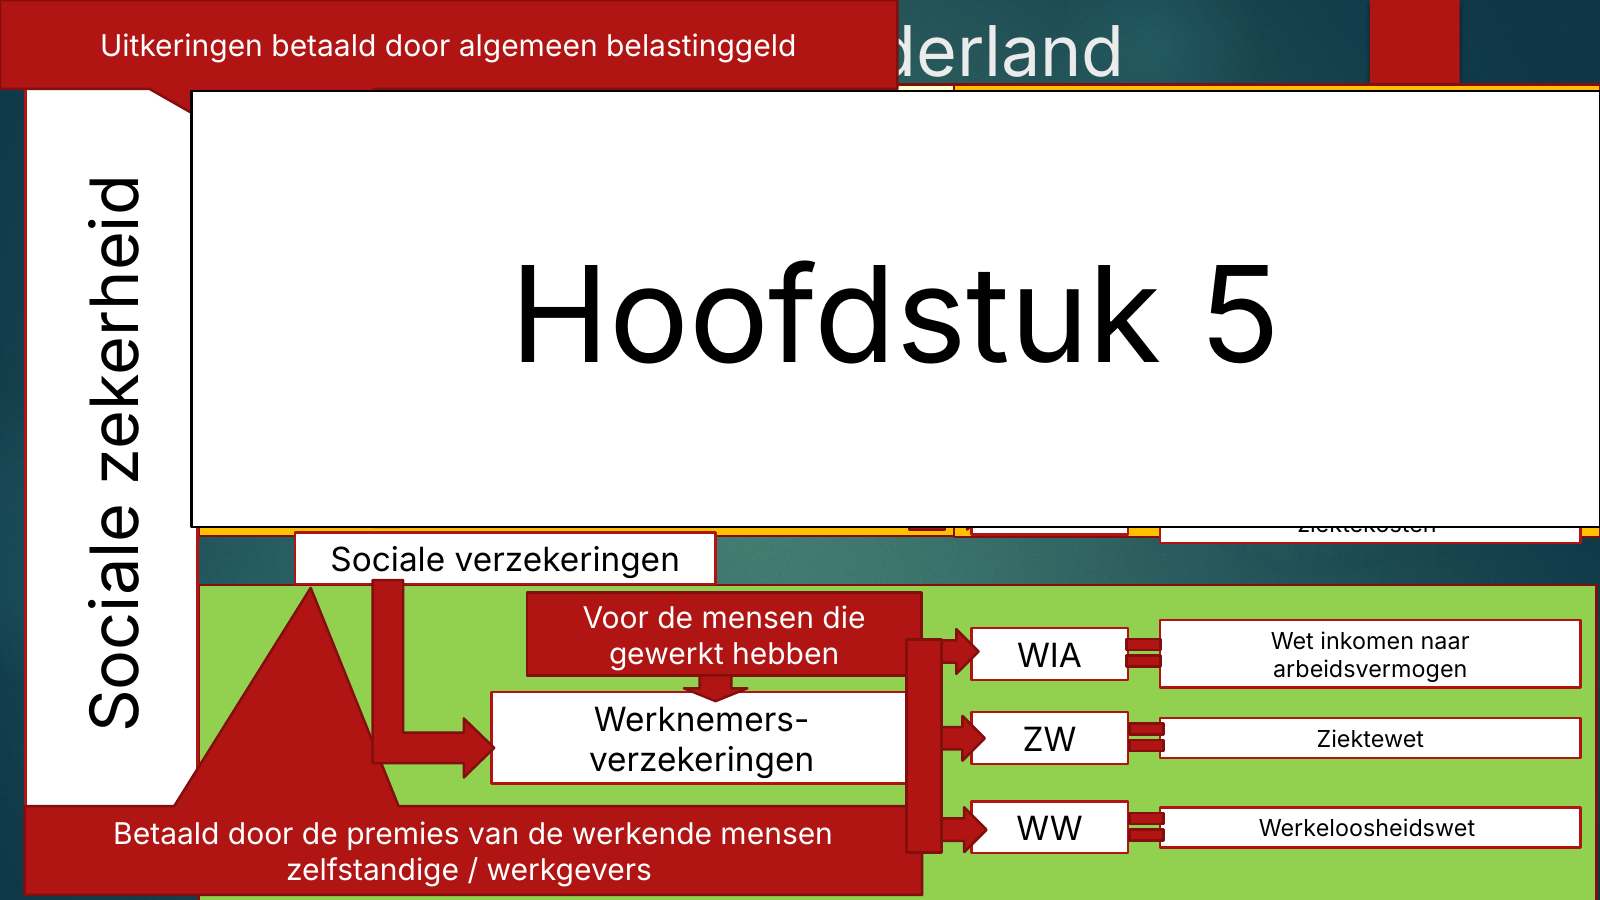 Uitkeringen betaald door algemeen belastinggeld
derland
Sociale zekerheid
Hoofdstuk 5
ziektekosten
Sociale verzekeringen
Voor de mensen die
gewerkt hebben
Werknemers-
verzekeringen
WIA
Wet inkomen naar
arbeidsvermogen
ZW
Ziektewet
WW
Werkeloosheidswet
Betaald door de premies van de werkende mensen
zelfstandige / werkgevers